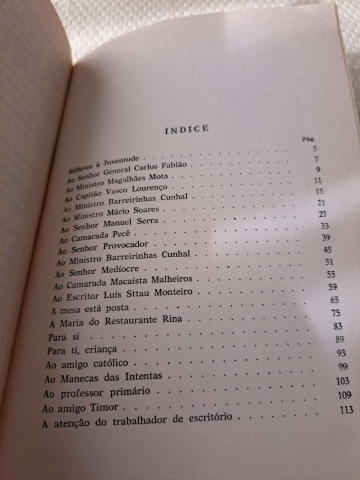 ÍNDICE
Pág.
Bilhetes à Juventude . . . . . . . . . . 5
Ao Senhor General Carlos Fabião . . . . . . . . . . 7
Ao Ministro Magalhães Mota . . . . . . . . . . 9
Ao Capitão Vasco Lourenço . . . . . . . . . . 11
Ao Ministro Barreirinhas Cunhal . . . . . . . . . . 15
Ao Ministro Mário Soares . . . . . . . . . . 21
Ao Senhor Manuel Serra . . . . . . . . . . 27
Ao Camarada Pecê . . . . . . . . . . 33
Ao Senhor Provocador . . . . . . . . . . 39
Ao Ministro Barreirinhas Cunhal . . . . . . . . . . 45
Ao Senhor Medíocre . . . . . . . . . . 51
Ao Camarada Macaista Malheiros . . . . . . . . . . 55
Ao Escritor Luís Sttau Monteiro . . . . . . . . . . 59
A mesa está posta . . . . . . . . . . 65
A Maria do Restaurante Rina . . . . . . . . . . 75
Para si . . . . . . . . . . 83
Para ti, criança . . . . . . . . . . 89
Ao amigo católico . . . . . . . . . . 93
Ao Manecas das Intentas . . . . . . . . . . 99
Ao professor primário . . . . . . . . . . 103
Ao amigo Timor . . . . . . . . . . 109
À atenção do trabalhador de escritório . . . . . . . . . . 113